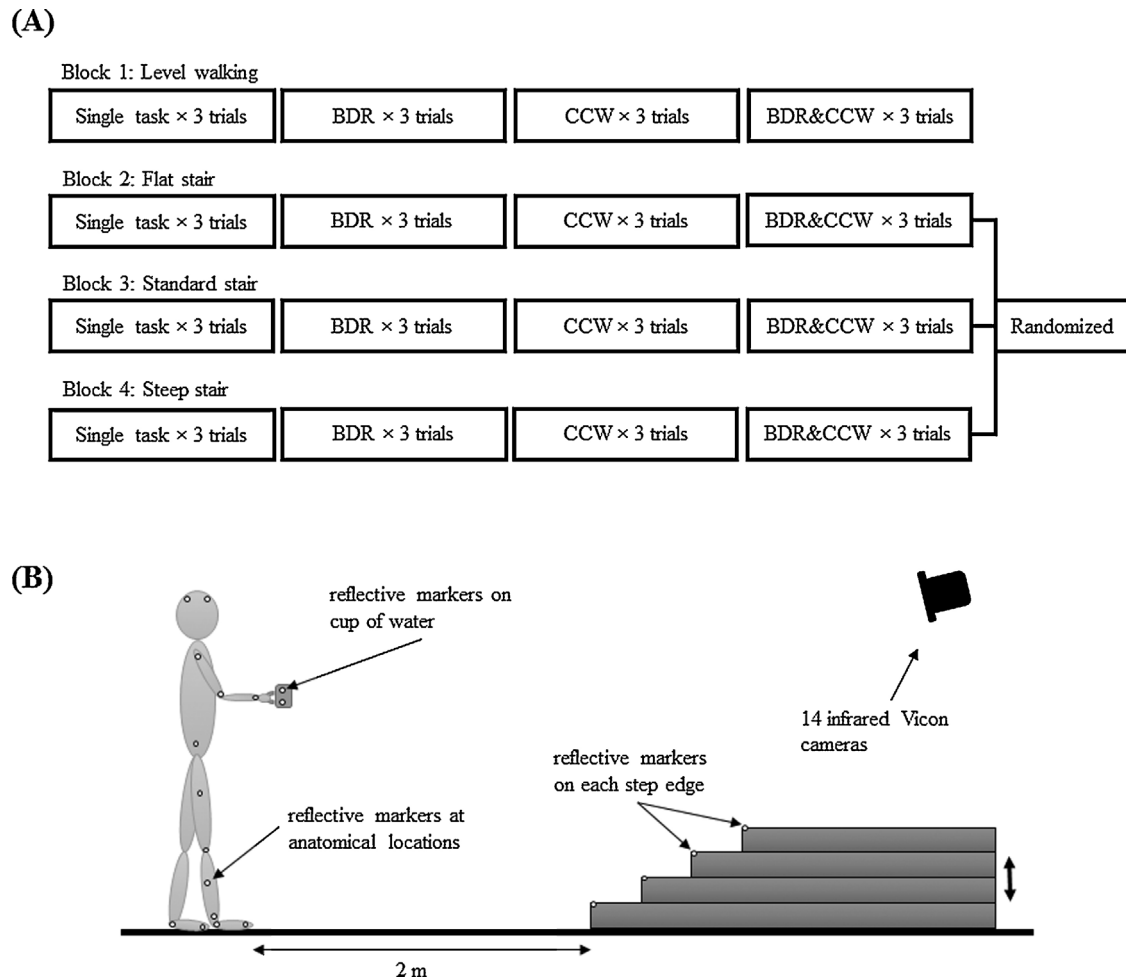 (A)
Block 1: Level walking
Single task × 3 trials
BDR × 3 trials
CCW × 3 trials
BDR&CCW × 3 trials
Block 2: Flat stair
Single task × 3 trials
BDR × 3 trials
CCW × 3 trials
BDR&CCW × 3 trials
Block 3: Standard stair
Single task × 3 trials
BDR × 3 trials
CCW × 3 trials
BDR&CCW × 3 trials
Randomized
Block 4: Steep stair
Single task × 3 trials
BDR × 3 trials
CCW × 3 trials
BDR&CCW × 3 trials
(B)
reflective markers on
cup of water
14 infrared Vicon
cameras
reflective markers
on each step edge
reflective markers at
anatomical locations
2 m